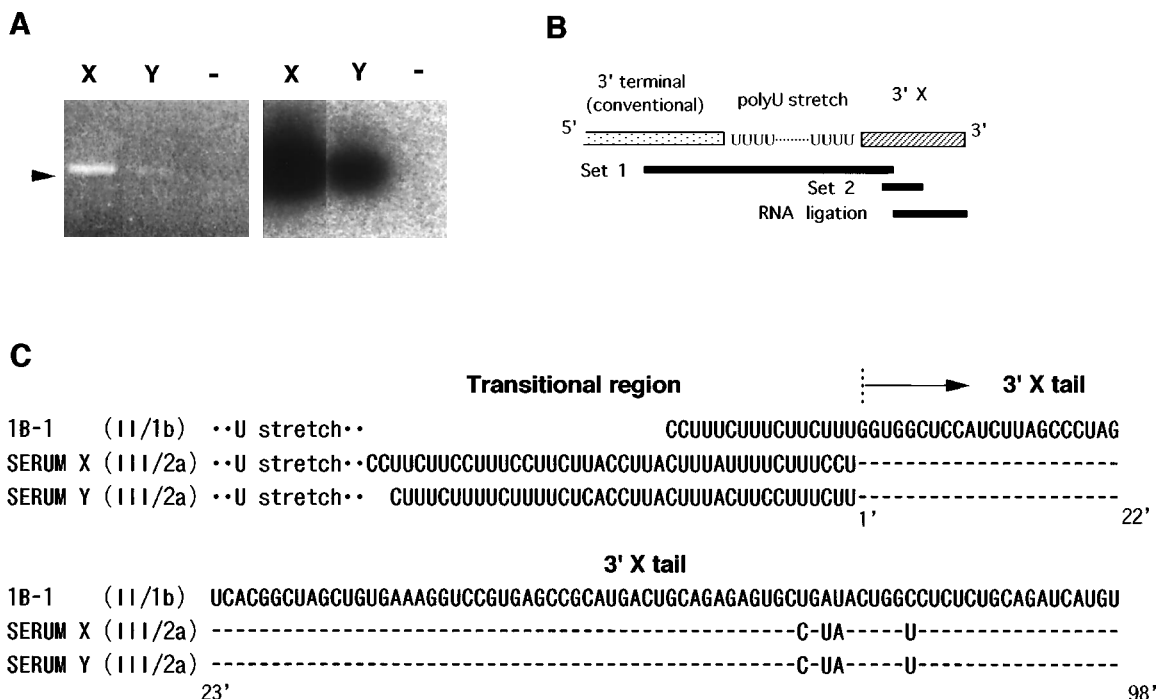 A
B
X Y -
X Y -
3' terminal
(conventional)
polyU stretch
3' X
5'
UUUU········UUUU
3'
Set 1
Set 2
RNA ligation
C
Transitional region
3' X tail
1B-1 (II/1b) ··U stretch·· CCUUUCUUUCUUCUUUGGUGGCUCCAUCUUAGCCCUAG
SERUM X (III/2a) ··U stretch··CCUUCUUCCUUUCCUUCUUACCUUACUUUAUUUUCUUUCCU----------------------
SERUM Y (III/2a) ··U stretch·· CUUUCUUUUCUUUUCUCACCUUACUUUACUUCCUUUCUU----------------------
1' 22'
3' X tail
1B-1 (II/1b) UCACGGCUAGCUGUGAAAGGUCCGUGAGCCGCAUGACUGCAGAGAGUGCUGAUACUGGCCUCUCUGCAGAUCAUGU
SERUM X (III/2a) -------------------------------------------------C-UA-----U-----------------
SERUM Y (III/2a) -------------------------------------------------C-UA-----U-----------------
23' 98'